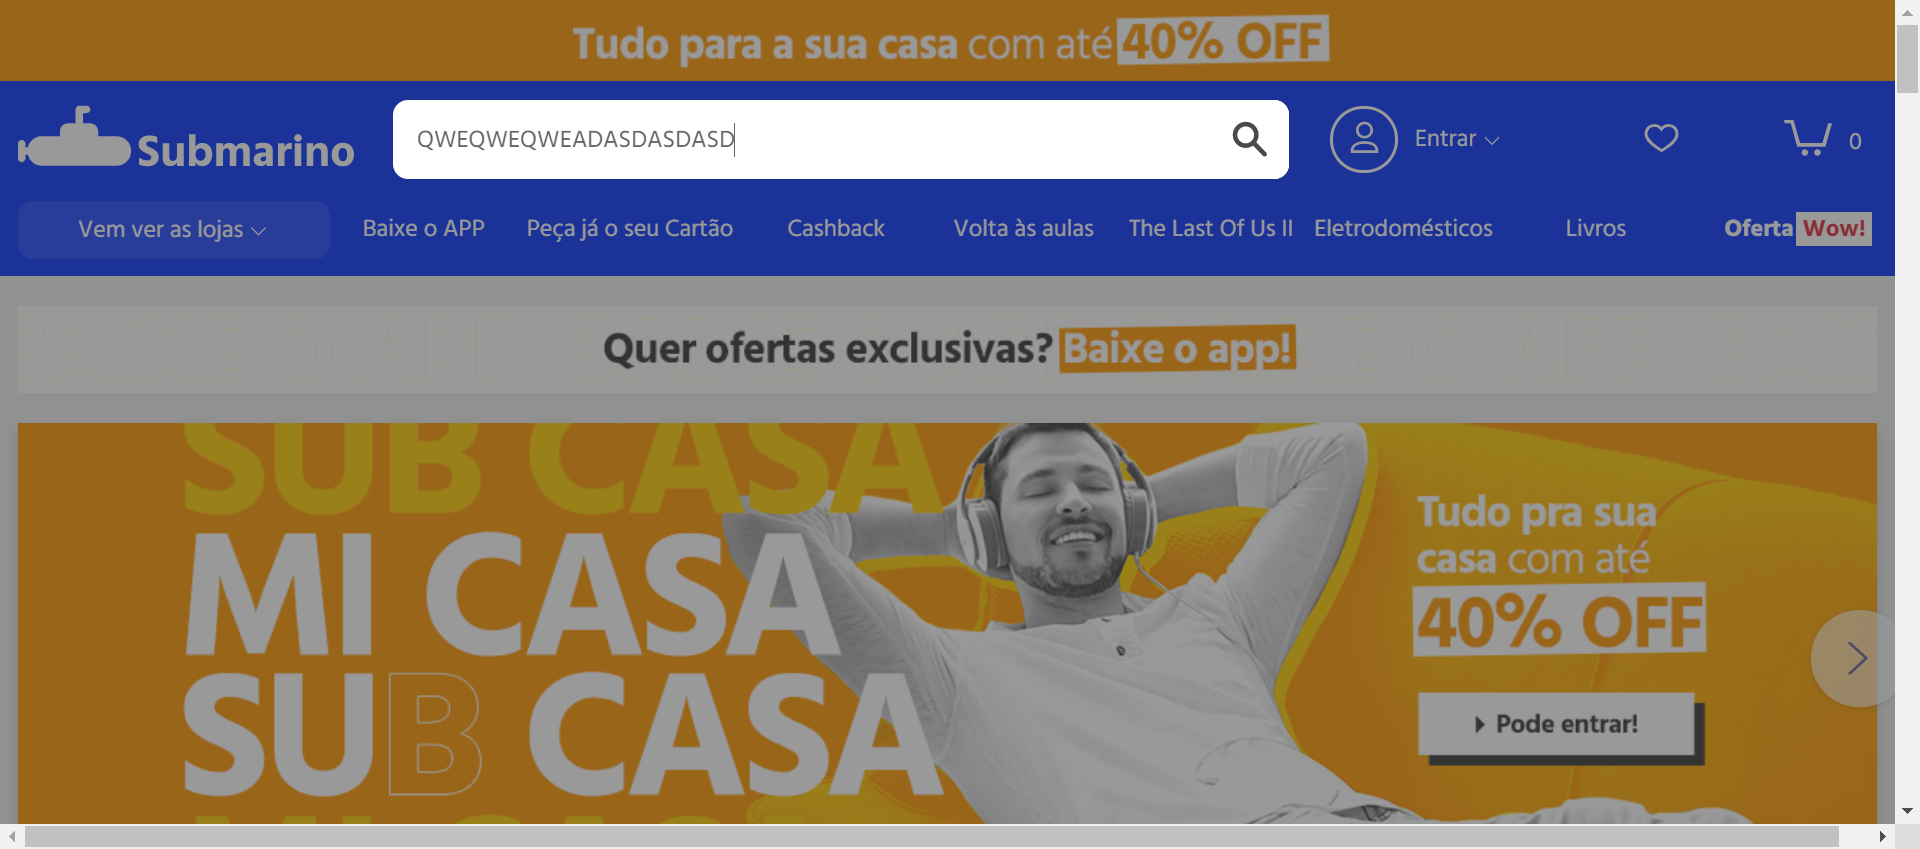 Tudo para a sua casa com até 40% OFF
Submarino
QWEQWEQWEADASDASDASD
Entrar
0
Vem ver as lojas
Baixe o APP
Peça já o seu Cartão
Cashback
Volta às aulas
The Last Of Us II
Eletrodomésticos
Livros
Oferta Wow!
BAIXE O APP BAIXE O APP BAIXE O APP BAIX
Quer ofertas exclusivas? Baixe o app!
SUB CASA
MI CASA
SUB CASA
MI CASA
Tudo pra sua
casa com até
40% OFF
Pode entrar!